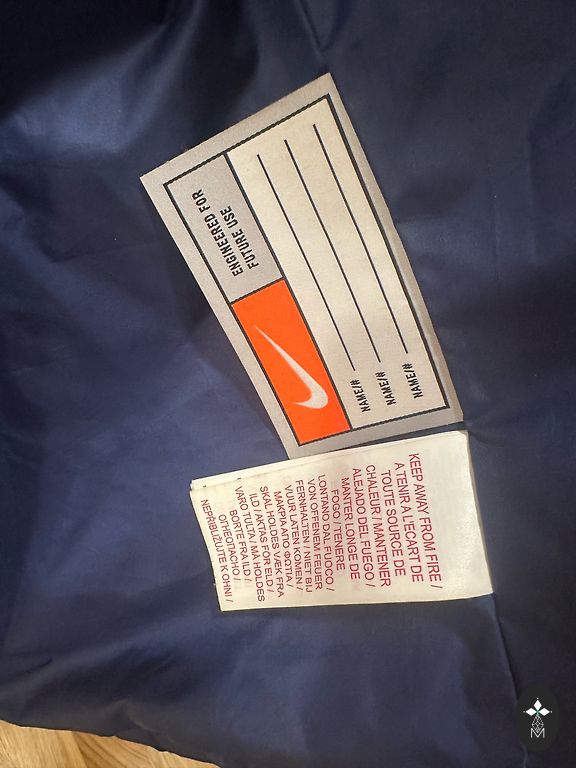 ENGINEERED FOR
FUTURE USE
NAME/#
NAME/#
NAME/#
KEEP AWAY FROM FIRE /
A TENIR A L'ECART DE
TOUTE SOURCE DE
CHALEUR / MANTENER
ALEJADO DEL FUEGO /
MANTER LONGE DE
FOGO / TENERE
LONTANO DAL FUOCO /
VON OFFENEM FEUER
FERNHALTEN / NIET BIJ
VUUR LATEN KOMEN /
ΜΑΚΡΙΑ ΑΠΟ ΦΩΤΙΑ /
SKAL HOLDES VÆK FRA
ILD / AKTAS FÖR ELD /
VARO TULTA / MÅ HOLDES
BORTE FRA ILD /
ОГНЕОПАСНО /
NEPŘIBLIŽUJTE K OHNI /
M